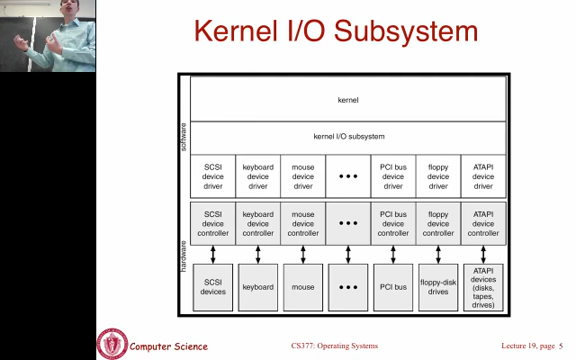 Kernel I/O Subsystem
kernel
software
kernel I/O subsystem
SCSI device driver
keyboard device driver
mouse device driver
•••
PCI bus device driver
floppy device driver
ATAPI device driver
hardware
SCSI device controller
keyboard device controller
mouse device controller
•••
PCI bus device controller
floppy device controller
ATAPI device controller
SCSI devices
keyboard
mouse
•••
PCI bus
floppy-disk drives
ATAPI devices (disks, tapes, drives)
Computer Science
CS377: Operating Systems
Lecture 19, page 5